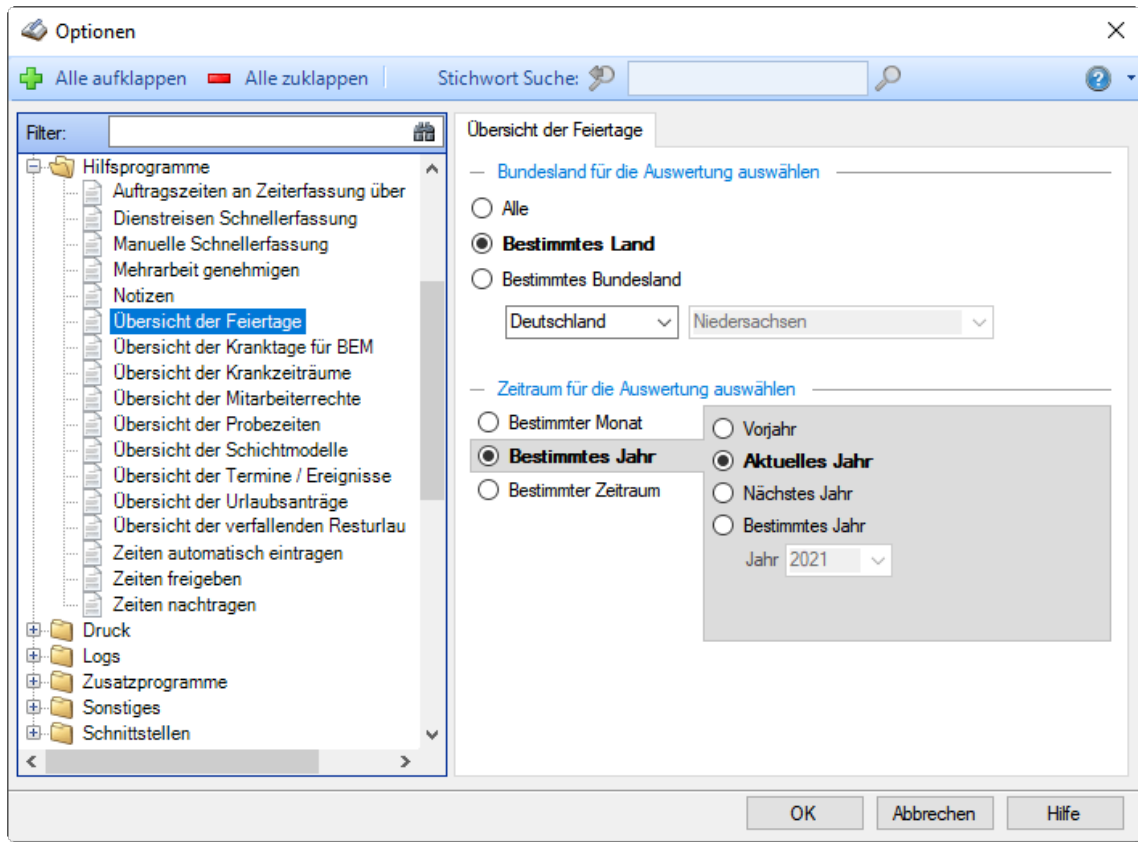 Optionen
Alle aufklappen Alle zuklappen Stichwort Suche:
Filter:
Hilfsprogramme
Auftragszeiten an Zeiterfassung über
Dienstreisen Schnellerfassung
Manuelle Schnellerfassung
Mehrarbeit genehmigen
Notizen
Übersicht der Feiertage
Übersicht der Kranktage für BEM
Übersicht der Krankzeiträume
Übersicht der Mitarbeiterrechte
Übersicht der Probezeiten
Übersicht der Schichtmodelle
Übersicht der Termine / Ereignisse
Übersicht der Urlaubsanträge
Übersicht der verfallenden Resturlau
Zeiten automatisch eintragen
Zeiten freigeben
Zeiten nachtragen
Druck
Logs
Zusatzprogramme
Sonstiges
Schnittstellen
Übersicht der Feiertage
Bundesland für die Auswertung auswählen
Alle
Bestimmtes Land
Bestimmtes Bundesland
Deutschland Niedersachsen
Zeitraum für die Auswertung auswählen
Bestimmter Monat
Bestimmtes Jahr
Bestimmter Zeitraum
Vorjahr
Aktuelles Jahr
Nächstes Jahr
Bestimmtes Jahr
Jahr 2021
OK Abbrechen Hilfe